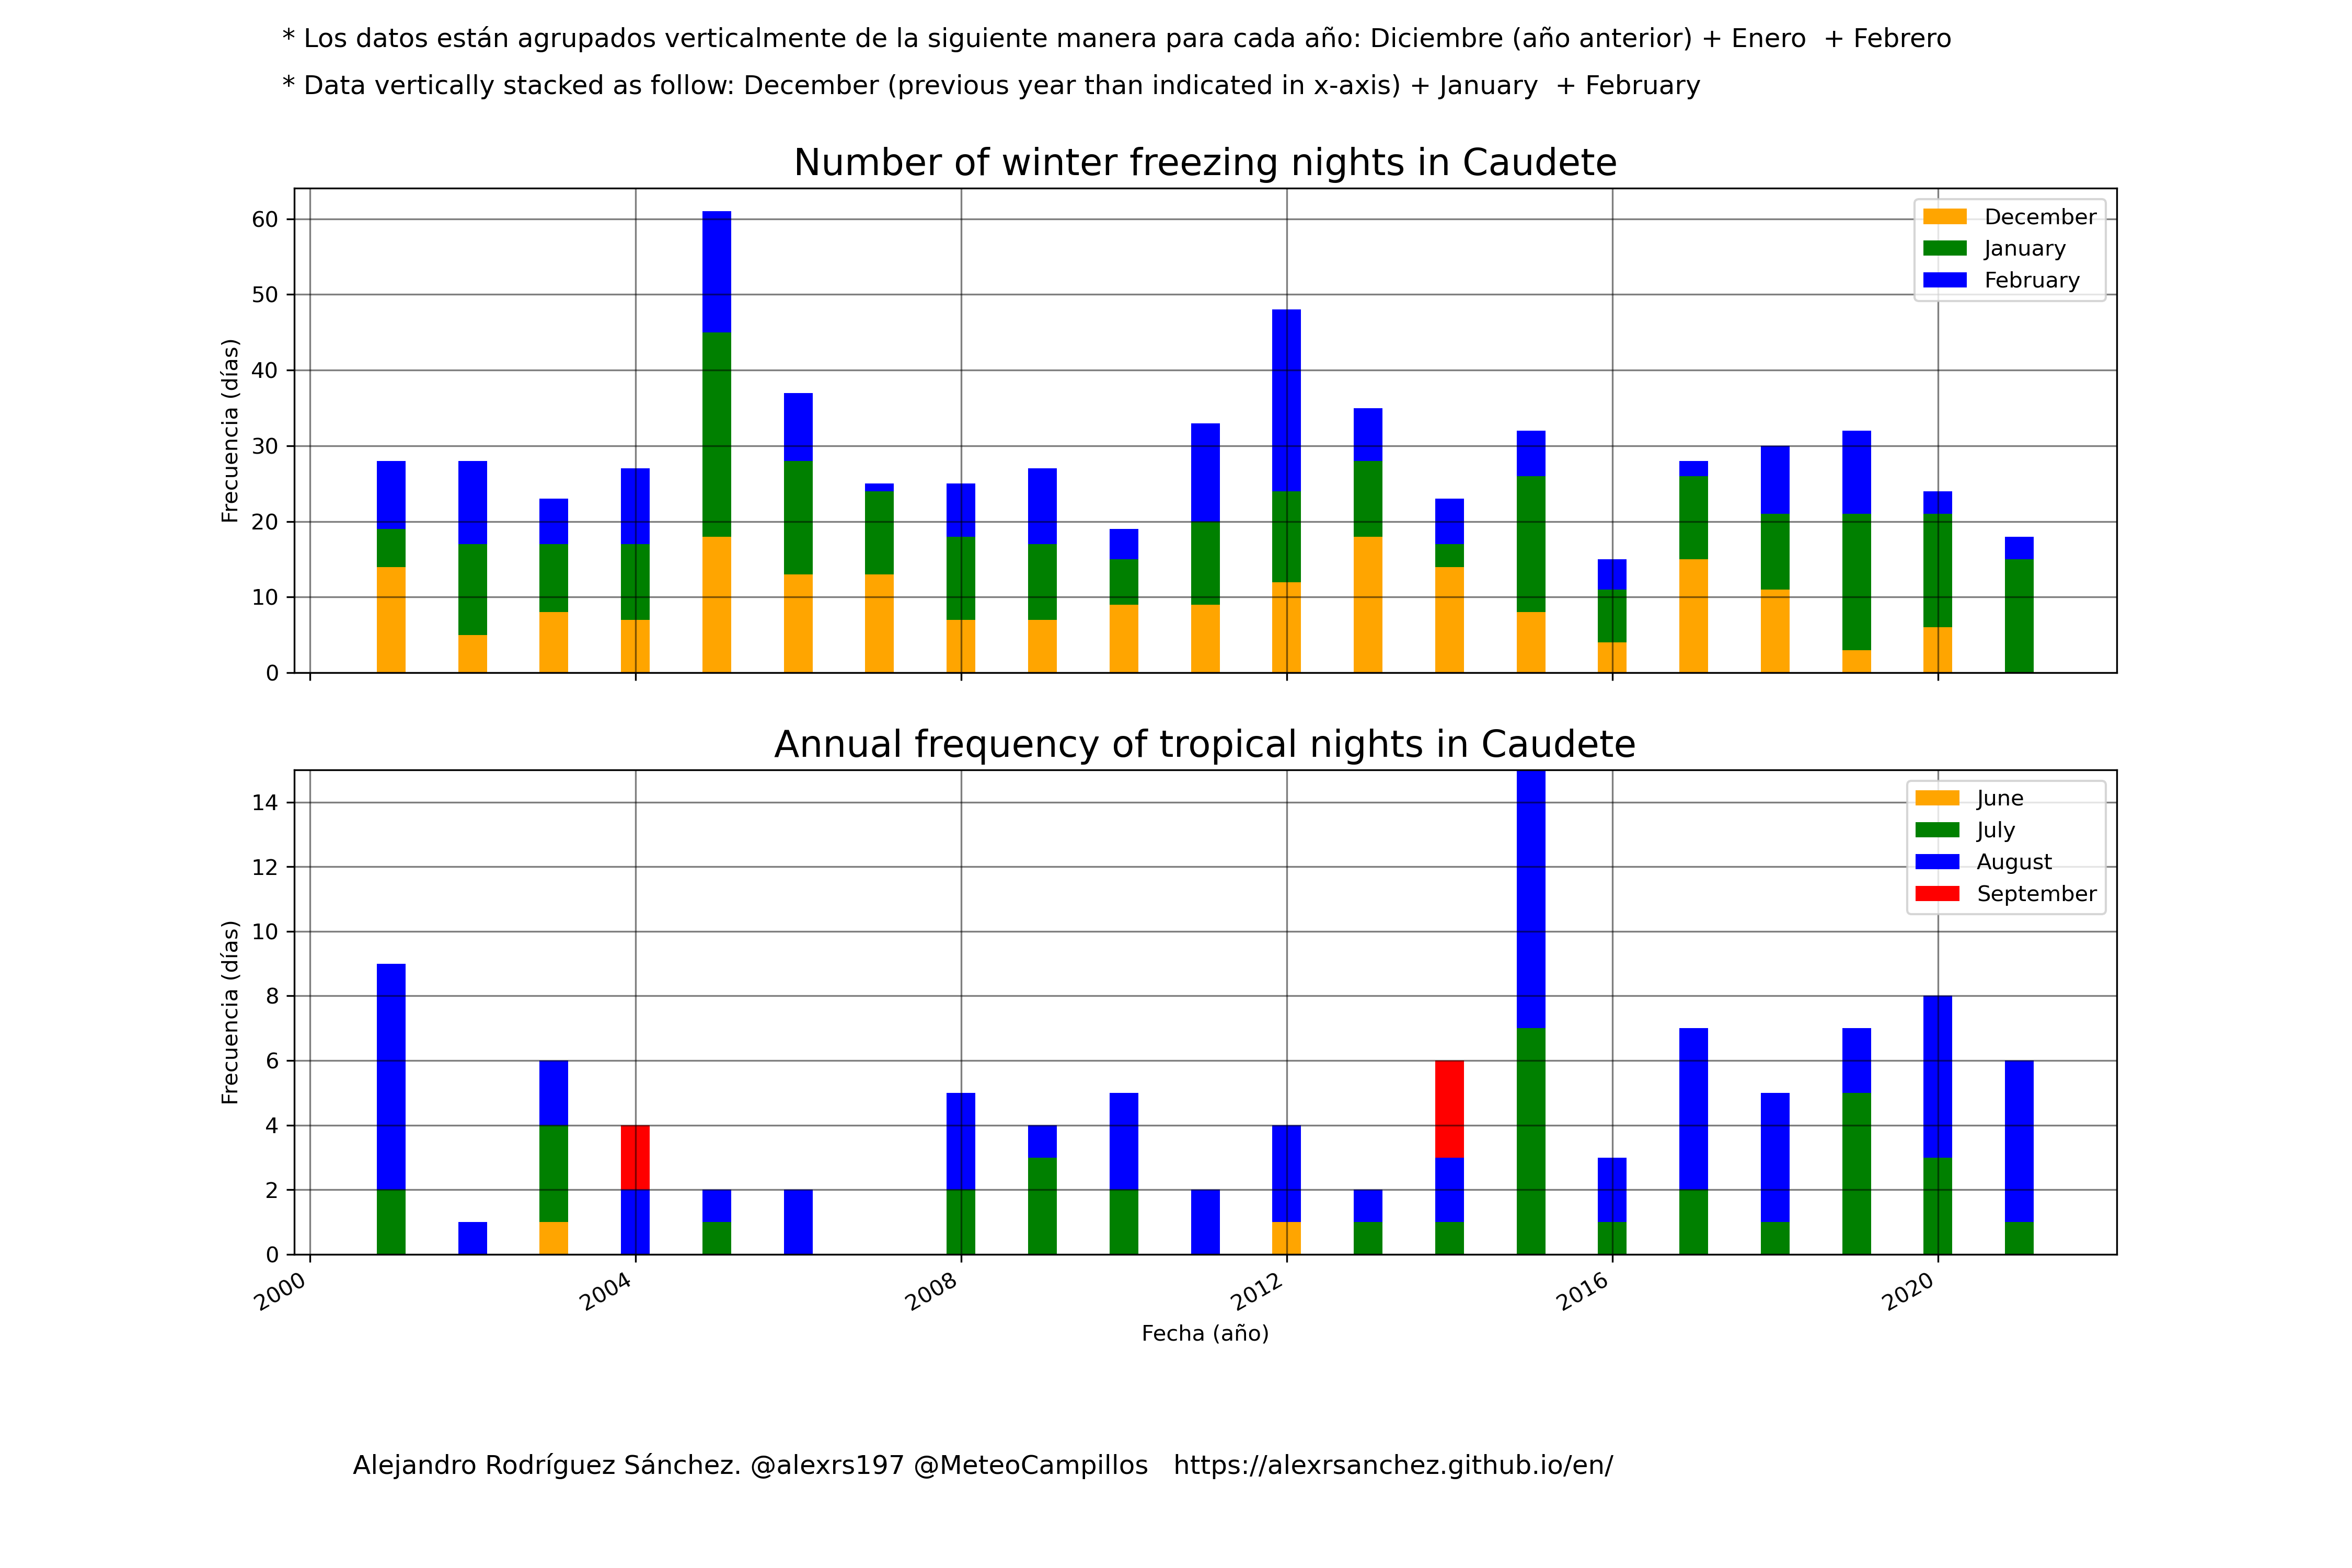 * Los datos están agrupados verticalmente de la siguiente manera para cada año: Diciembre (año anterior) + Enero  + Febrero
* Data vertically stacked as follow: December (previous year than indicated in x-axis) + January  + February
Number of winter freezing nights in Caudete
Frecuencia (días)
60
50
40
30
20
10
0
December
January
February
Annual frequency of tropical nights in Caudete
Frecuencia (días)
14
12
10
8
6
4
2
0
June
July
August
September
2000
2004
2008
2012
2016
2020
Fecha (año)
Alejandro Rodríguez Sánchez. @alexrs197 @MeteoCampillos   https://alexrsanchez.github.io/en/